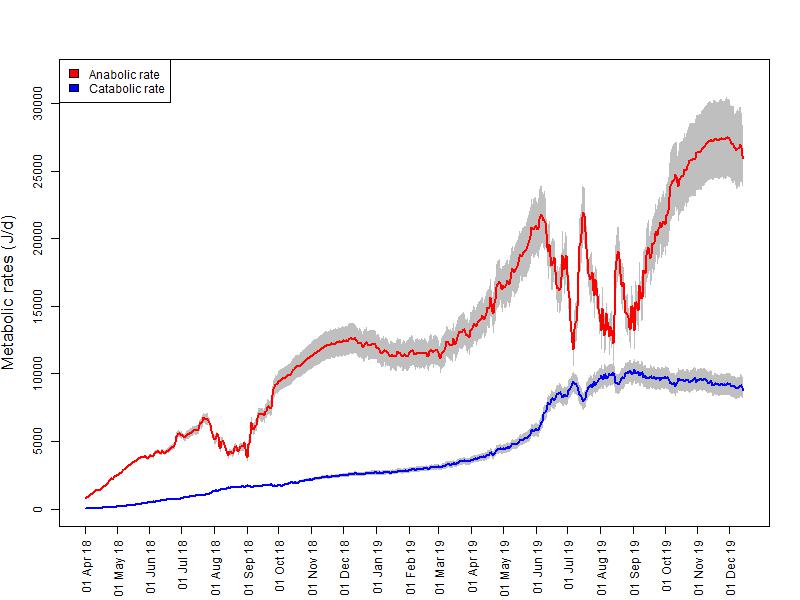 Anabolic rate
Catabolic rate
Metabolic rates (J/d)
30000
25000
20000
15000
10000
5000
0
01 Apr 18
01 May 18
01 Jun 18
01 Jul 18
01 Aug 18
01 Sep 18
01 Oct 18
01 Nov 18
01 Dec 18
01 Jan 19
01 Feb 19
01 Mar 19
01 Apr 19
01 May 19
01 Jun 19
01 Jul 19
01 Aug 19
01 Sep 19
01 Oct 19
01 Nov 19
01 Dec 19